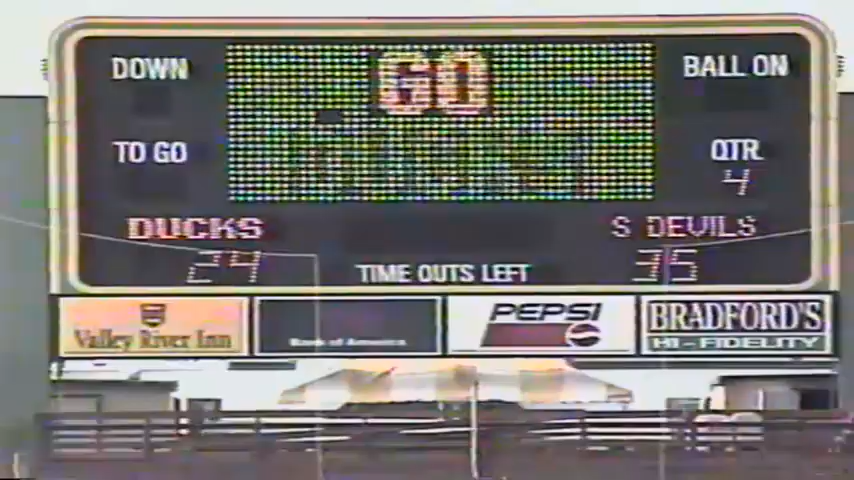 GO
DOWN
BALL ON
TO GO
QTR
4
DUCKS
S DEVILS
24
TIME OUTS LEFT
35
Valley River Inn
Bank of America
PEPSI
BRADFORD'S
HI-FIDELITY